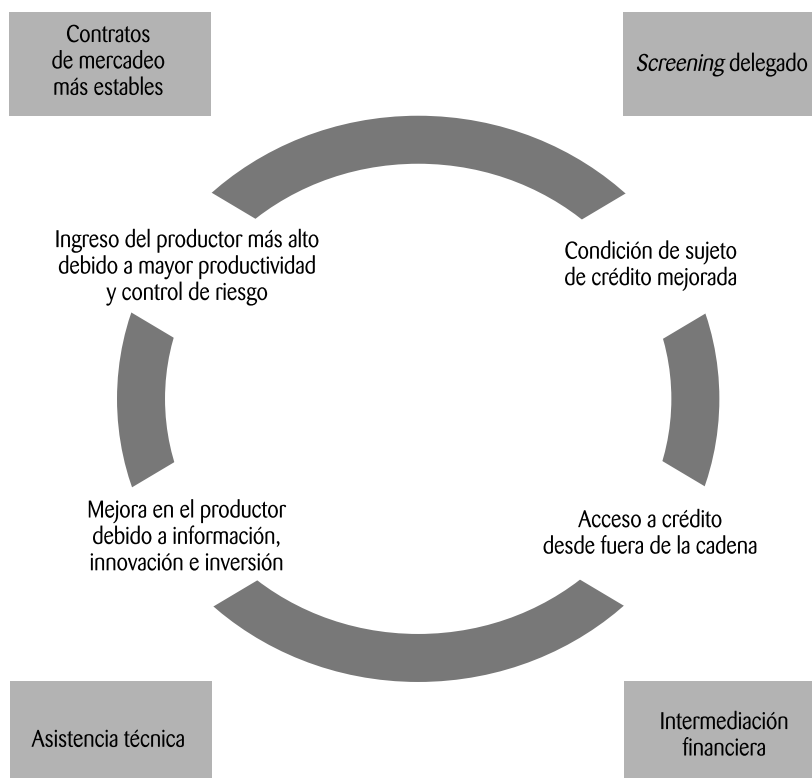 Contratos
de mercadeo
más estables
Screening delegado
Ingreso del productor más alto
debido a mayor productividad
y control de riesgo
Condición de sujeto
de crédito mejorada
Mejora en el productor
debido a información,
innovación e inversión
Acceso a crédito
desde fuera de la cadena
Asistencia técnica
Intermediación
financiera